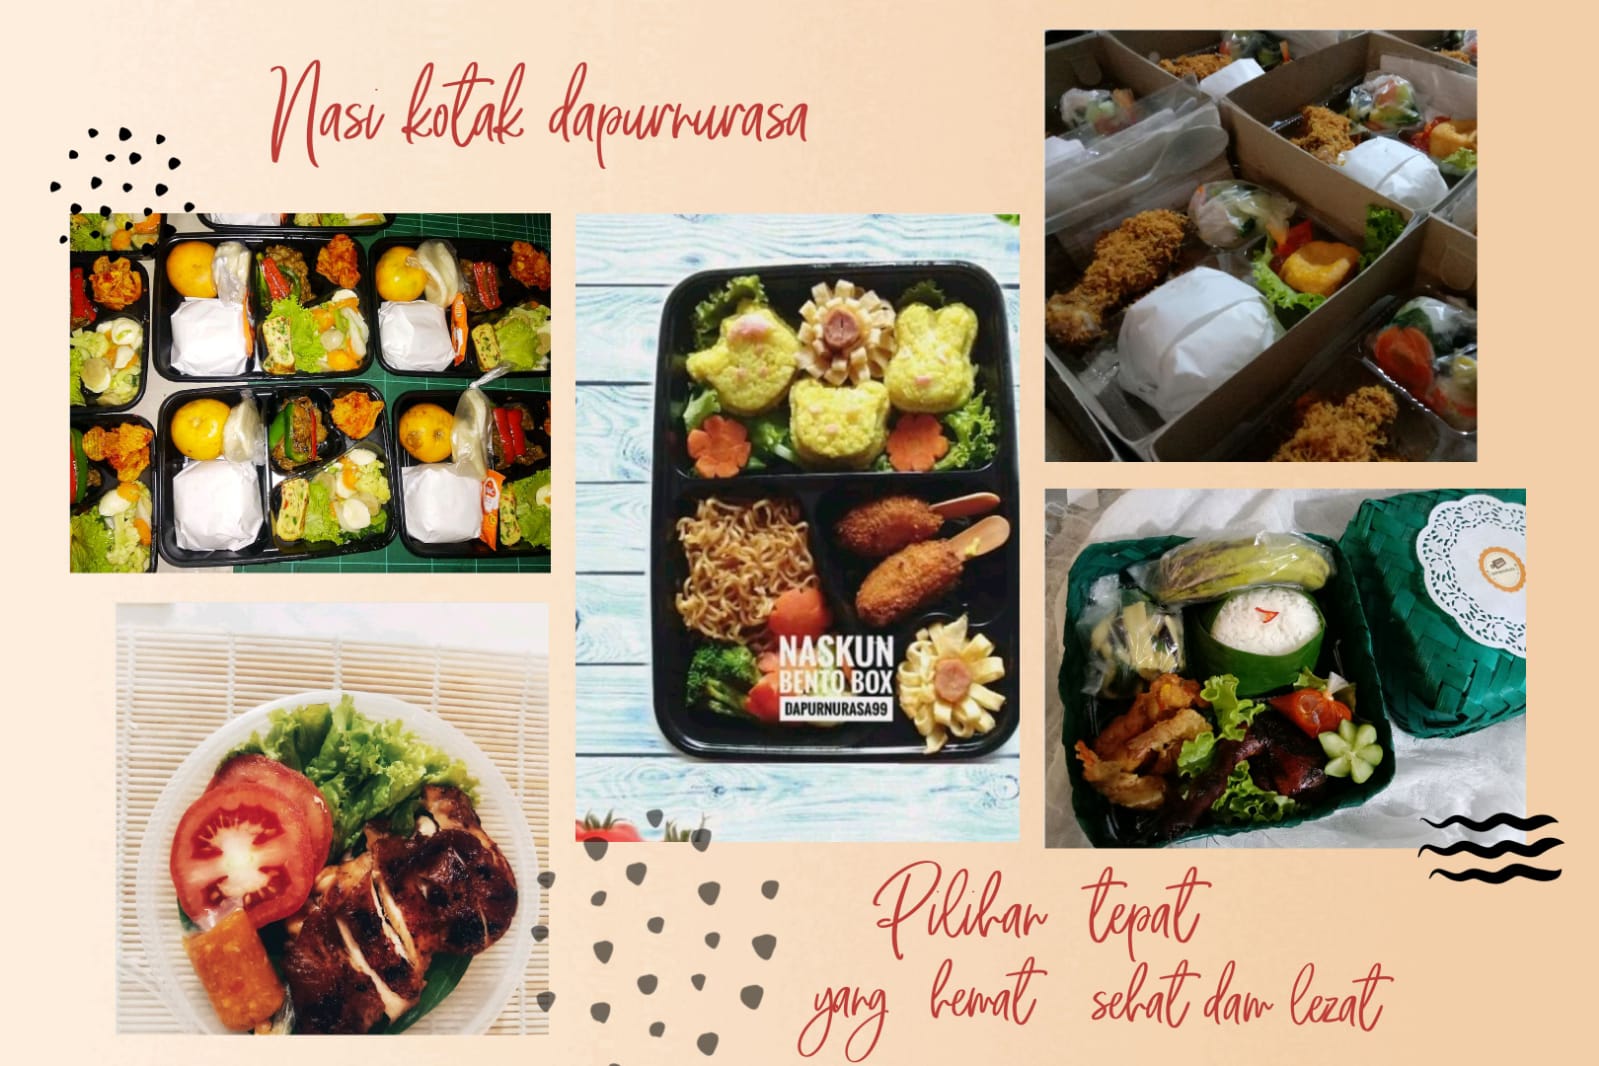 Nasi kotak dapurnurasa
NASKUN
BENTO BOX
DAPURNURASA99
Pilihan tepat
yang hemat sehat dam lezat